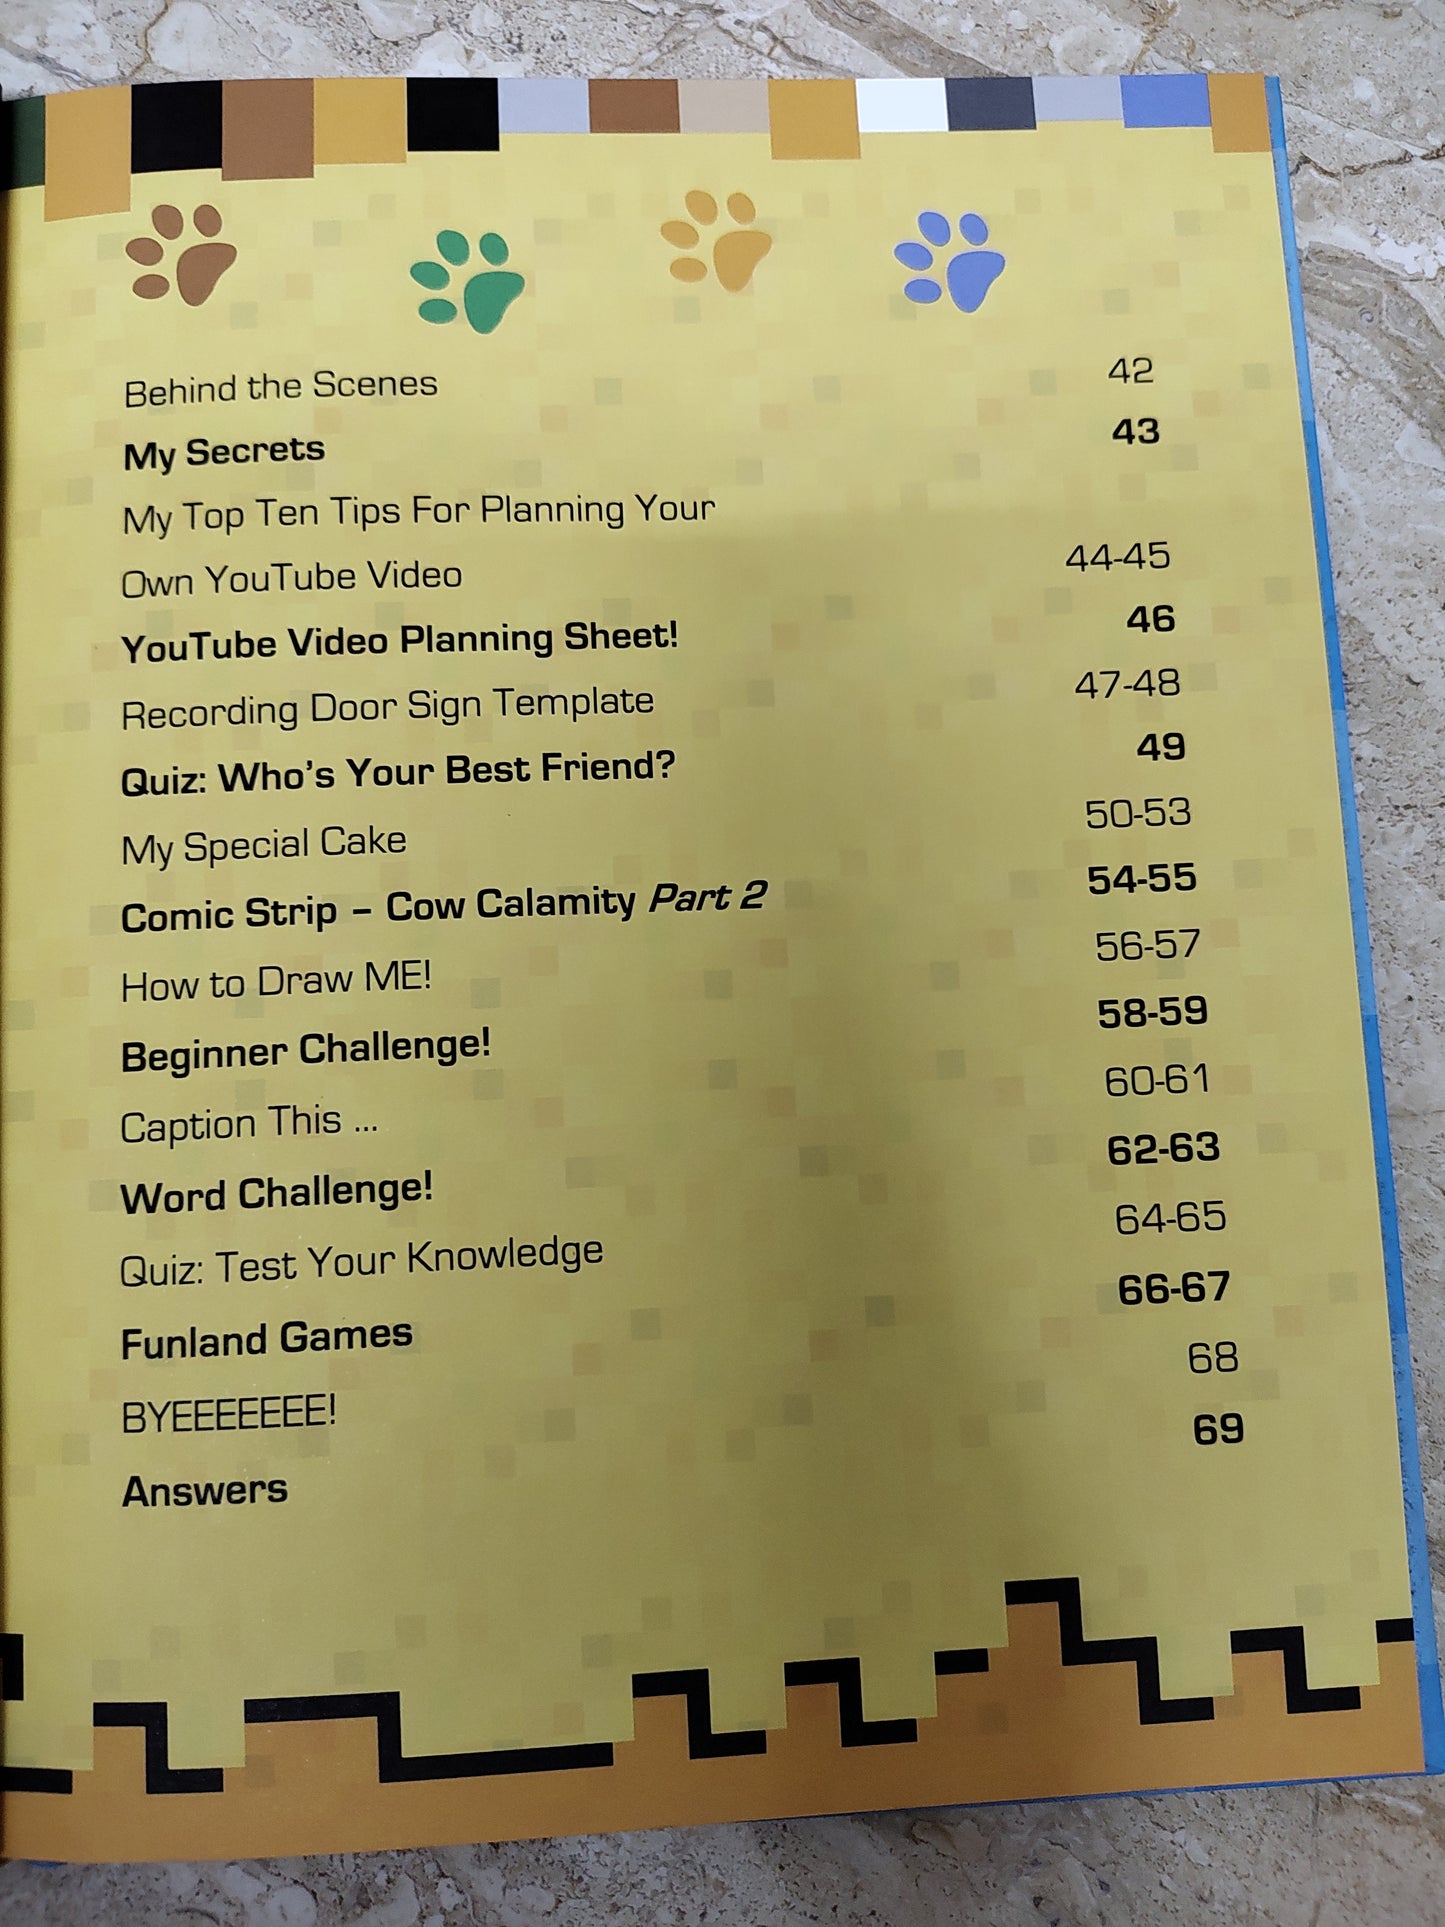 Behind the Scenes 42
My Secrets 43
My Top Ten Tips For Planning Your
Own YouTube Video 44-45
YouTube Video Planning Sheet! 46
Recording Door Sign Template 47-48
Quiz: Who's Your Best Friend? 49
My Special Cake 50-53
Comic Strip – Cow Calamity Part 2 54-55
How to Draw ME! 56-57
Beginner Challenge! 58-59
Caption This ... 60-61
Word Challenge! 62-63
Quiz: Test Your Knowledge 64-65
Funland Games 66-67
BYEEEEEEE! 68
Answers 69